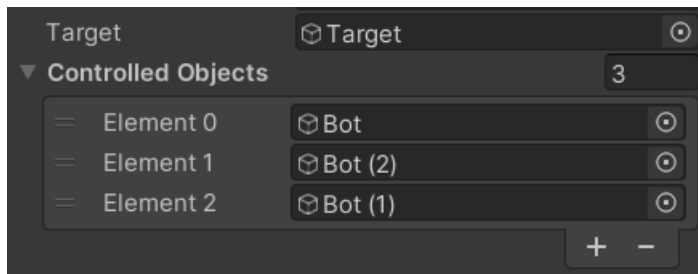 Target Target
Controlled Objects 3
Element 0 Bot
Element 1 Bot (2)
Element 2 Bot (1)
+ -